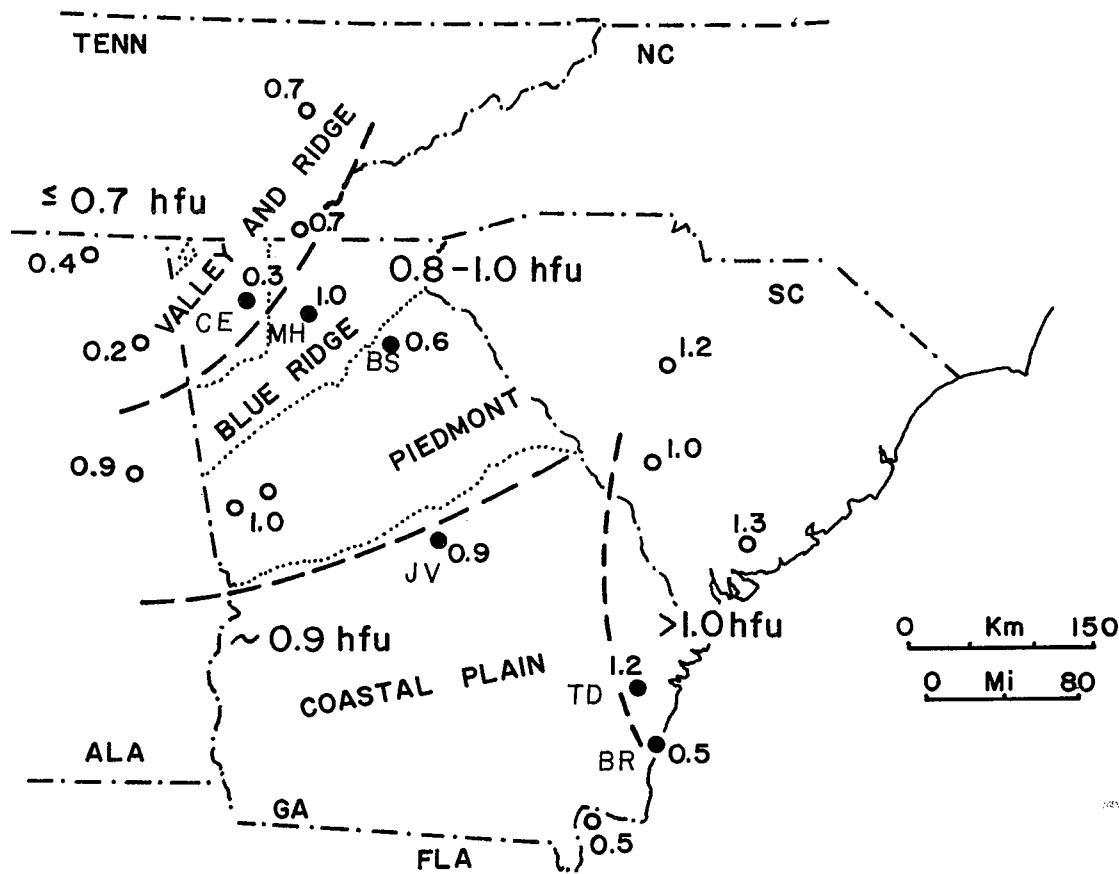 TENN
NC
0.7
VALLEY AND RIDGE
≤ 0.7 hfu
0.7
0.4
0.3
0.8-1.0 hfu
SC
CE
1.0
MH
0.2
0.6
BS
1.2
BLUE RIDGE
PIEDMONT
0.9
1.0
1.0
1.3
0.9
JV
>1.0 hfu
~ 0.9 hfu
0 Km 150
0 Mi 80
1.2
COASTAL PLAIN
TD
ALA
BR
0.5
GA
0.5
FLA